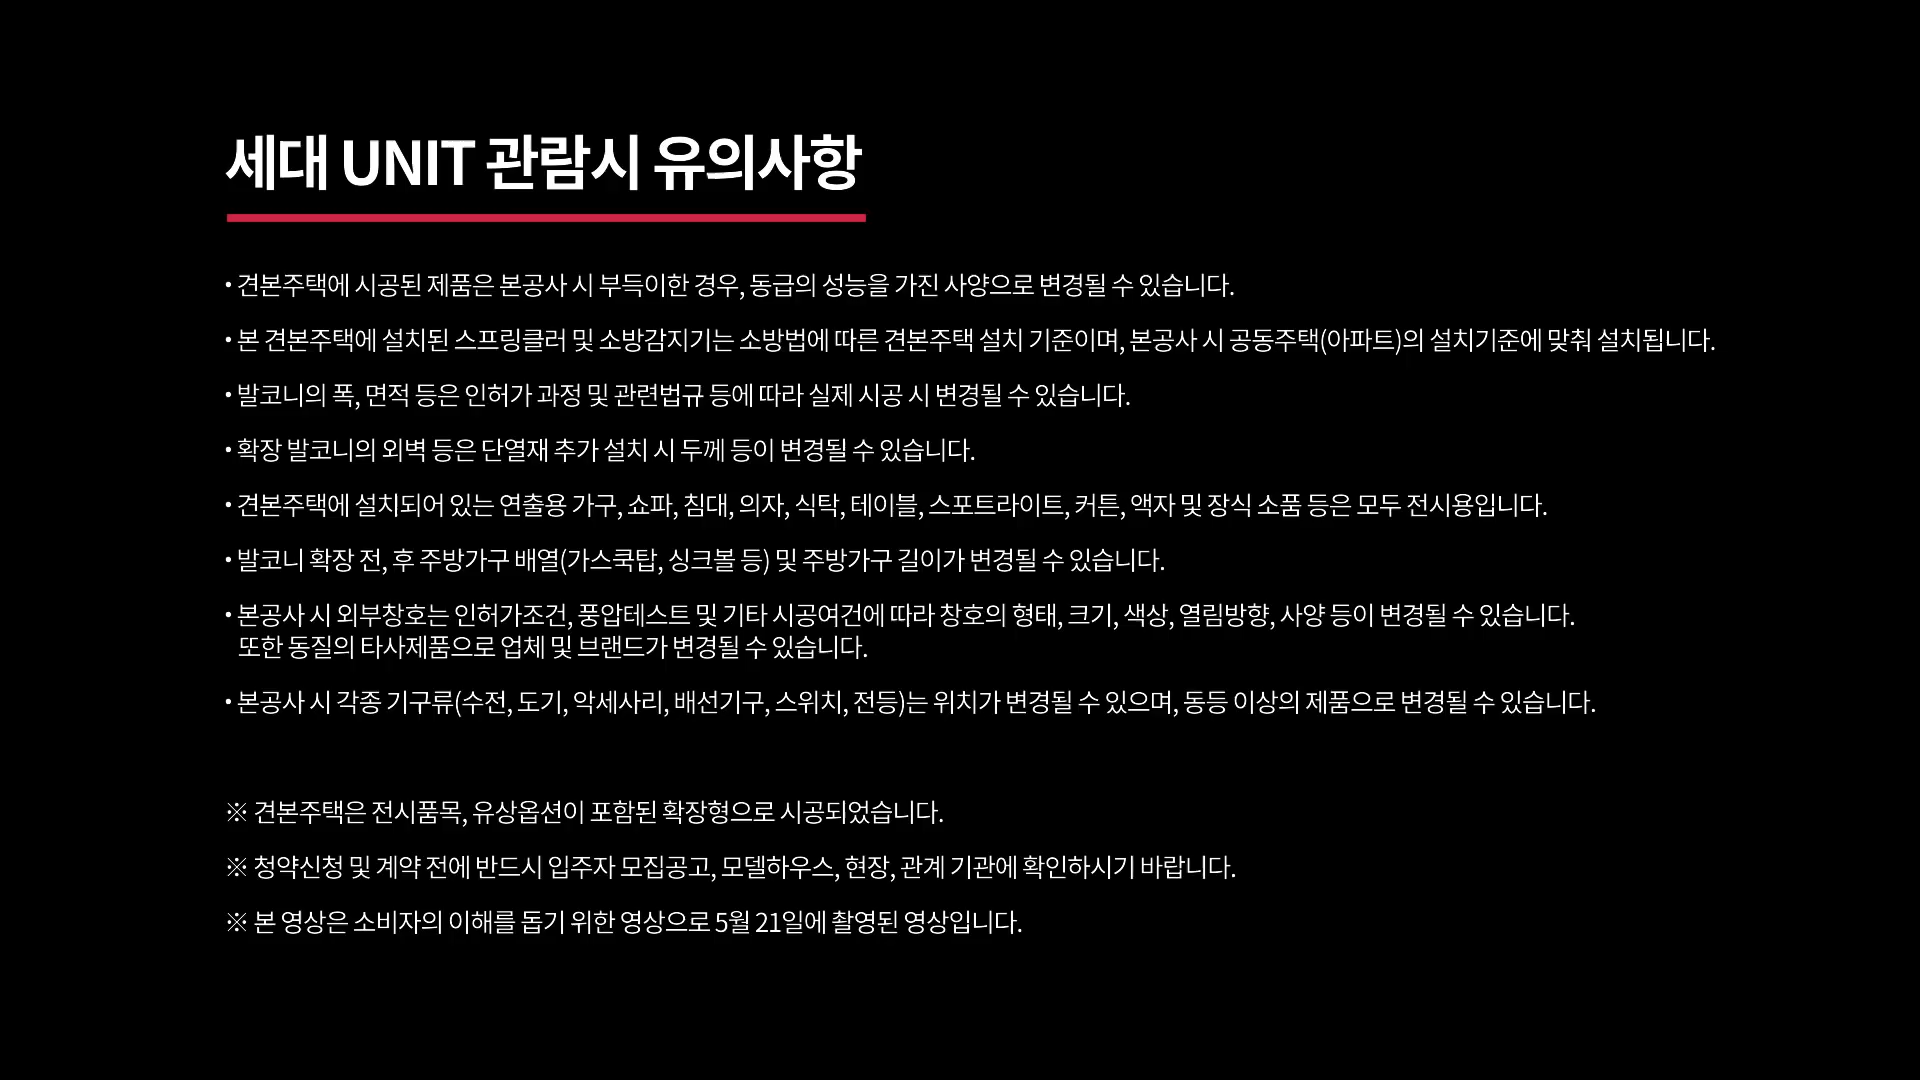 세대 UNIT 관람시 유의사항
• 견본주택에 시공된 제품은 본공사 시 부득이한 경우, 동급의 성능을 가진 사양으로 변경될 수 있습니다.
• 본 견본주택에 설치된 스프링클러 및 소방감지기는 소방법에 따른 견본주택 설치 기준이며, 본공사 시 공동주택(아파트)의 설치기준에 맞춰 설치됩니다.
• 발코니의 폭, 면적 등은 인허가 과정 및 관련법규 등에 따라 실제 시공 시 변경될 수 있습니다.
• 확장 발코니의 외벽 등은 단열재 추가 설치 시 두께 등이 변경될 수 있습니다.
• 견본주택에 설치되어 있는 연출용 가구, 쇼파, 침대, 의자, 식탁, 테이블, 스포트라이트, 커튼, 액자 및 장식 소품 등은 모두 전시용입니다.
• 발코니 확장 전, 후 주방가구 배열(가스쿡탑, 싱크볼 등) 및 주방가구 길이가 변경될 수 있습니다.
• 본공사 시 외부창호는 인허가조건, 풍압테스트 및 기타 시공여건에 따라 창호의 형태, 크기, 색상, 열림방향, 사양 등이 변경될 수 있습니다.
또한 동질의 타사제품으로 업체 및 브랜드가 변경될 수 있습니다.
• 본공사 시 각종 기구류(수전, 도기, 악세사리, 배선기구, 스위치, 전등)는 위치가 변경될 수 있으며, 동등 이상의 제품으로 변경될 수 있습니다.
※ 견본주택은 전시품목, 유상옵션이 포함된 확장형으로 시공되었습니다.
※ 청약신청 및 계약 전에 반드시 입주자 모집공고, 모델하우스, 현장, 관계 기관에 확인하시기 바랍니다.
※ 본 영상은 소비자의 이해를 돕기 위한 영상으로 5월 21일에 촬영된 영상입니다.